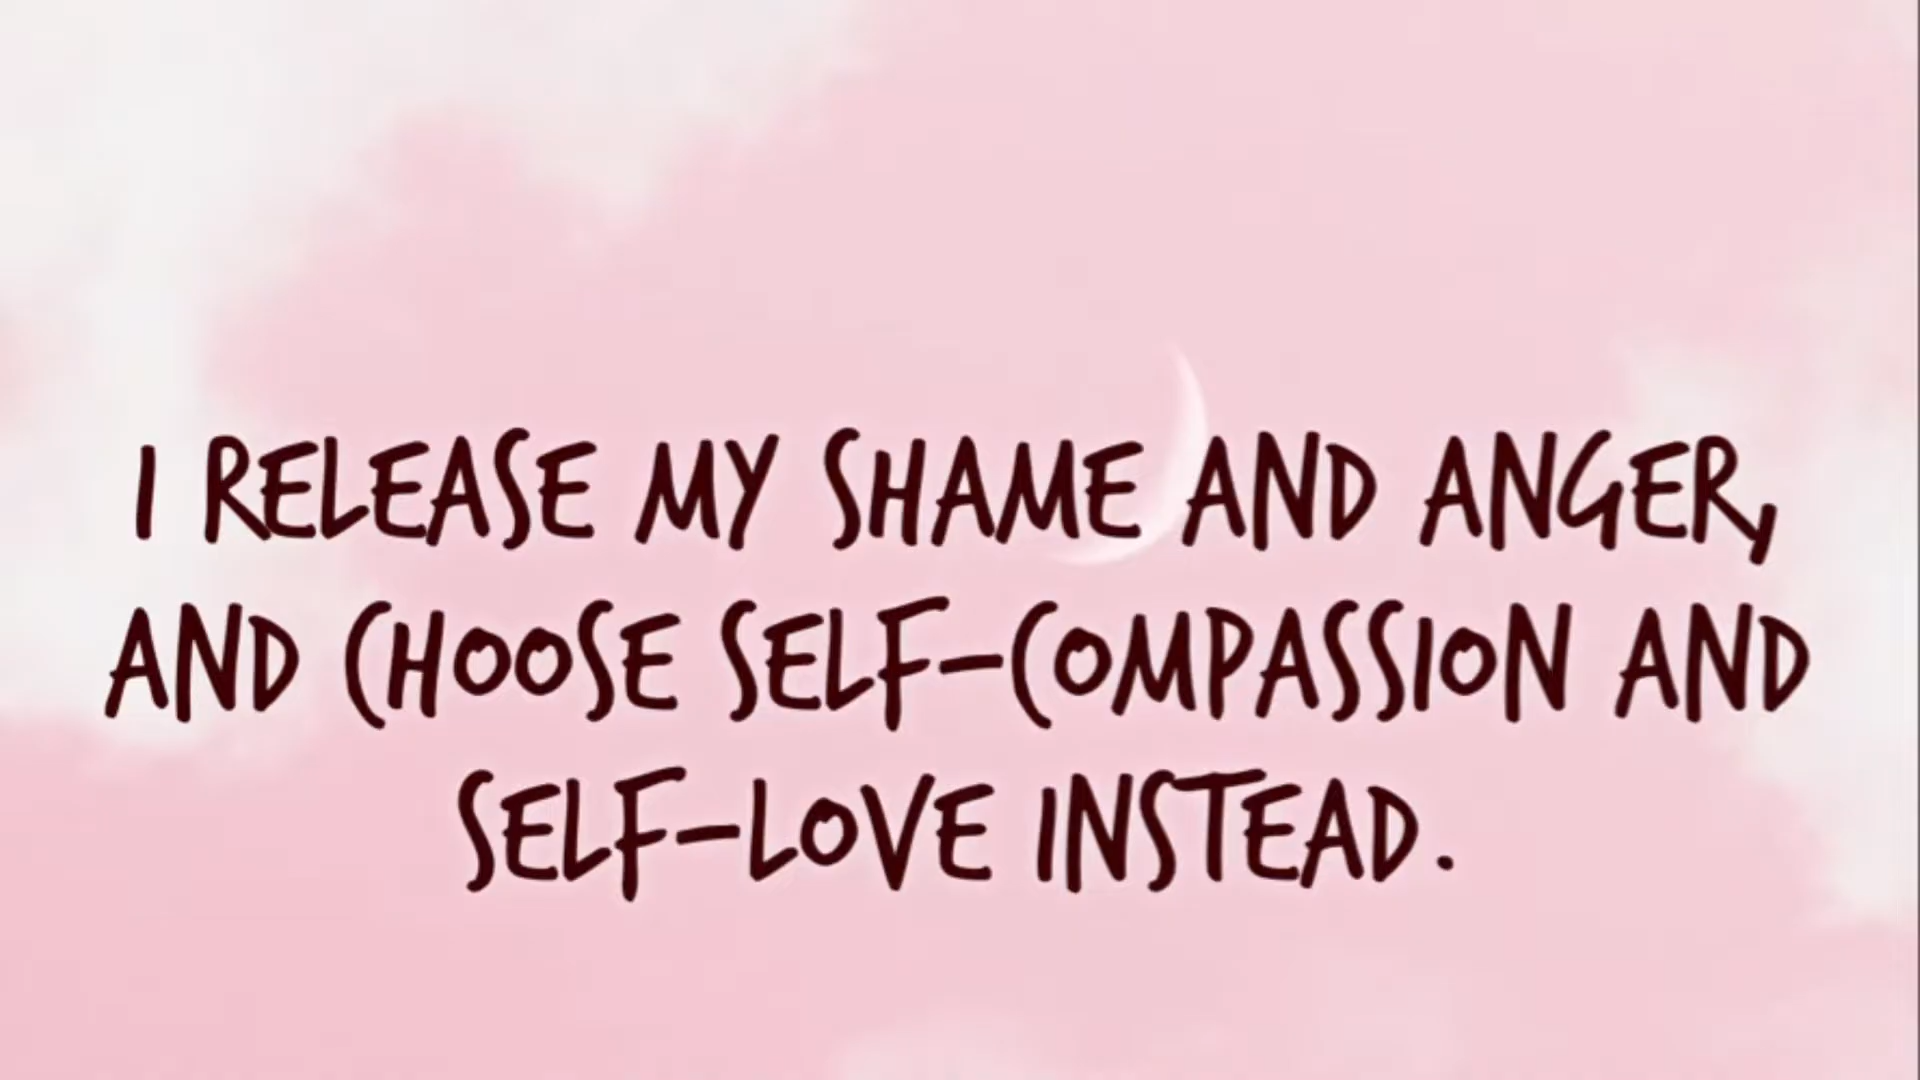 I RELEASE MY SHAME AND ANGER,
AND CHOOSE SELF-COMPASSION AND
SELF-LOVE INSTEAD.